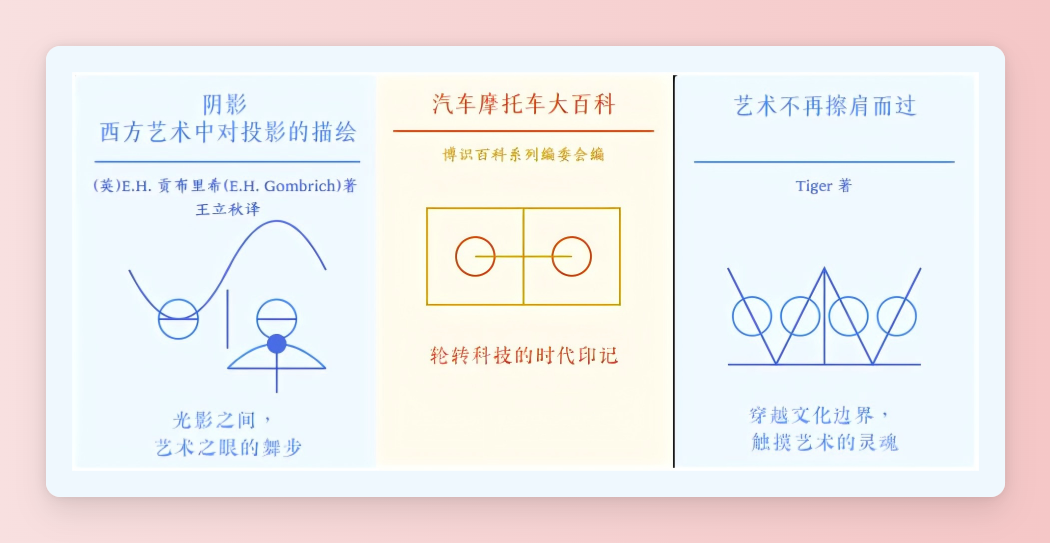 阴影
西方艺术中对投影的描绘
(英)E.H. 贡布里希(E.H. Gombrich)著
王立秋译
光影之间，
艺术之眼的舞步
汽车摩托车大百科
博识百科系列编委会编
轮转科技的时代印记
艺术不再擦肩而过
Tiger 著
穿越文化边界，
触摸艺术的灵魂